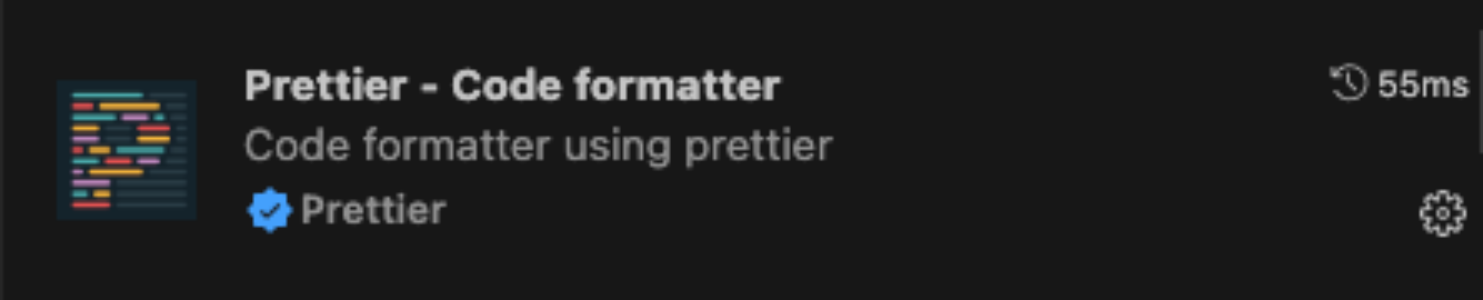 Prettier - Code formatter
55ms
Code formatter using prettier
Prettier